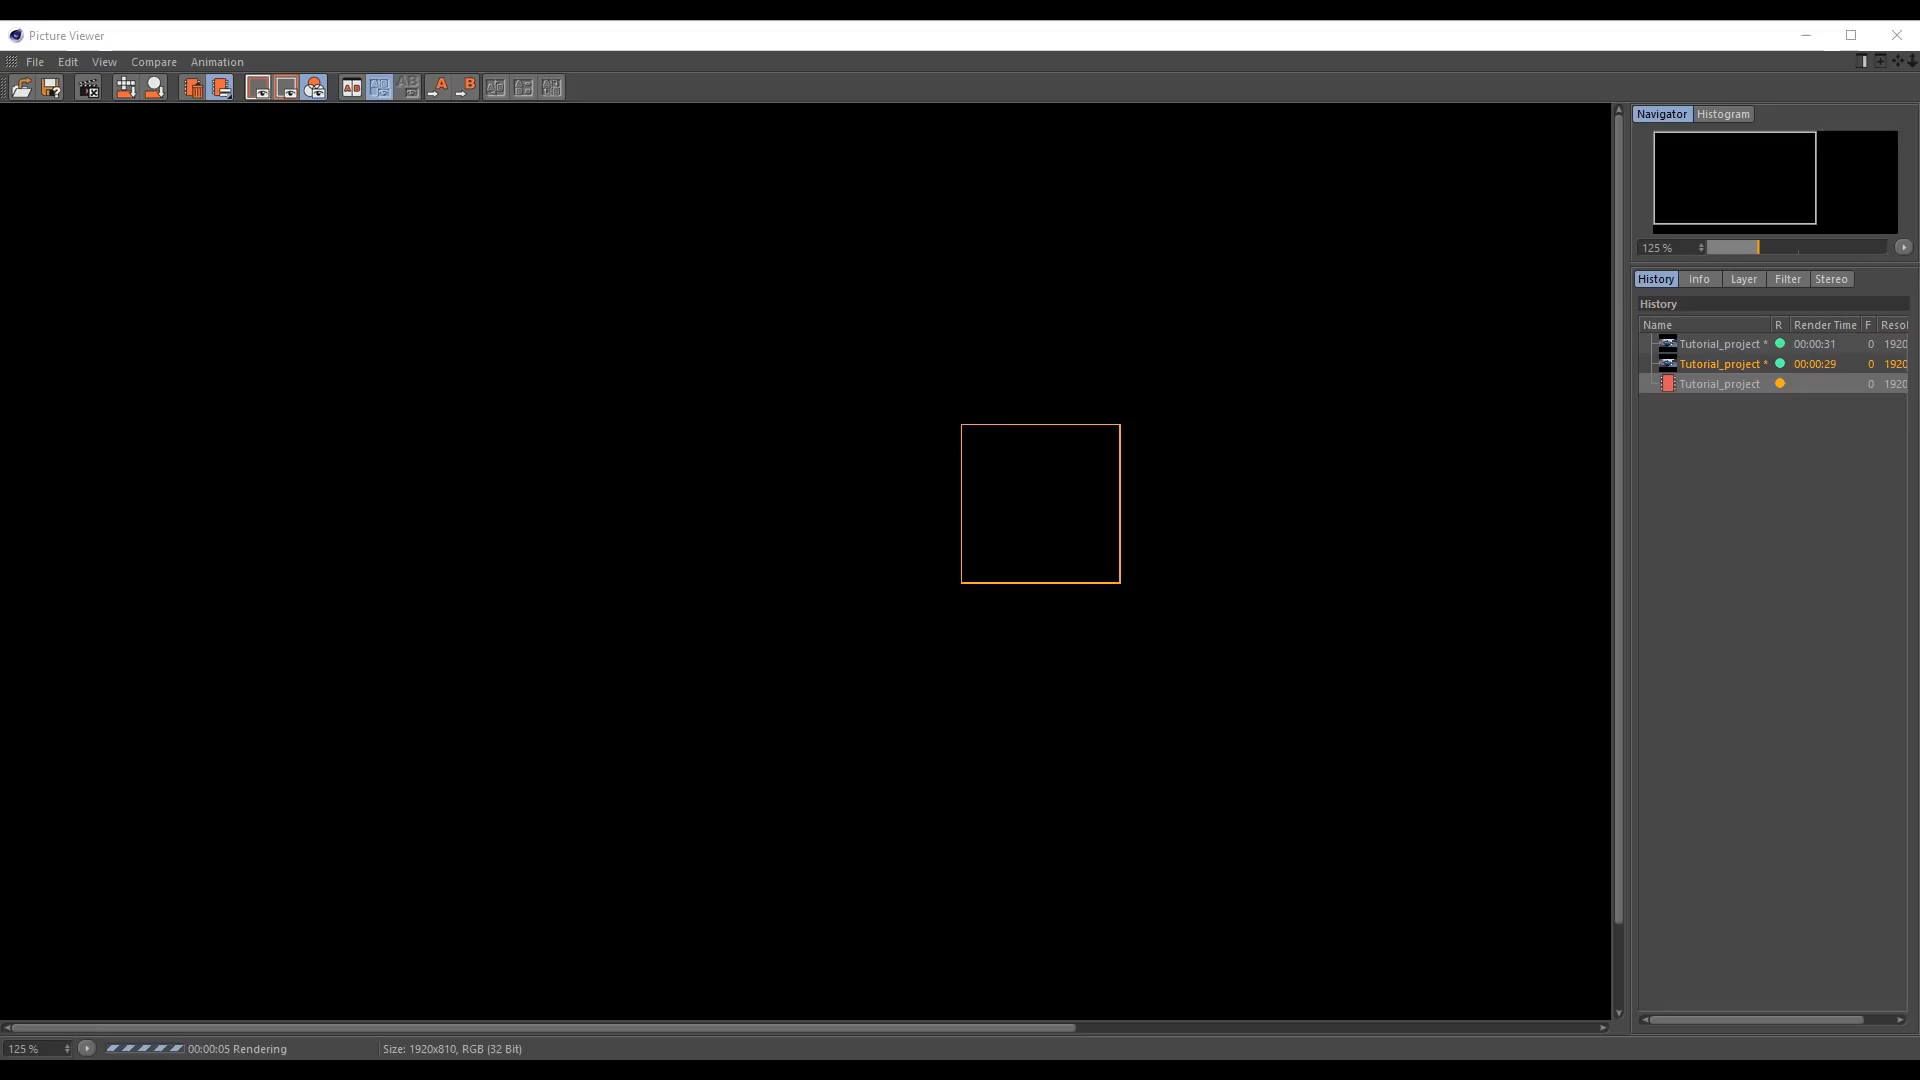 Picture Viewer
File Edit View Compare Animation
Navigator Histogram
125 %
History Info Layer Filter Stereo
History
Name R Render Time F Resol
Tutorial_project * 00:00:31 0 1920
Tutorial_project * 00:00:29 0 1920
Tutorial_project 0 1920
125 % 00:00:05 Rendering Size: 1920x810, RGB (32 Bit)